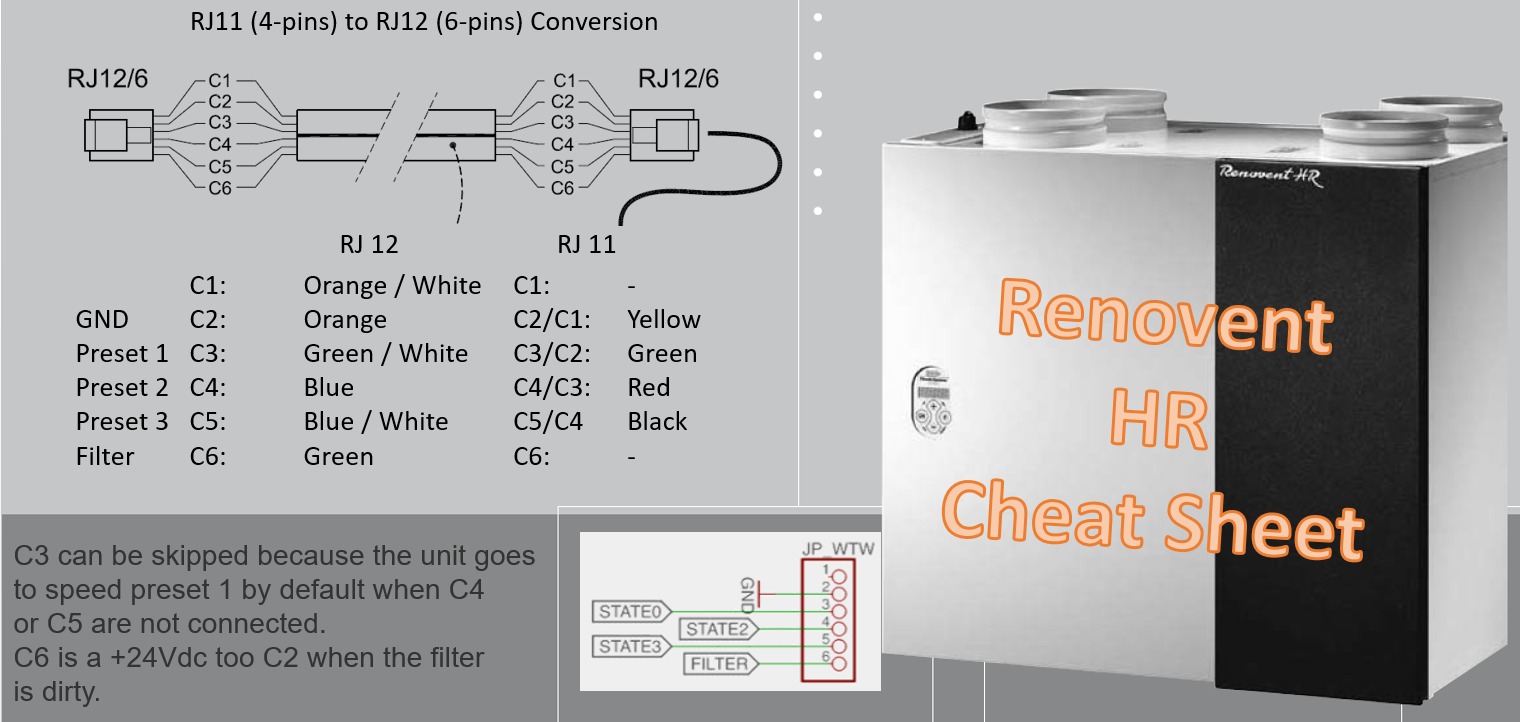 RJ11 (4-pins) to RJ12 (6-pins) Conversion
RJ12/6 RJ12/6
C1 C1
C2 C2
C3 C3
C4 C4
C5 C5
C6 C6
RJ 12 RJ 11
C1: Orange / White C1: -
GND C2: Orange C2/C1: Yellow
Preset 1 C3: Green / White C3/C2: Green
Preset 2 C4: Blue C4/C3: Red
Preset 3 C5: Blue / White C5/C4 Black
Filter C6: Green C6: -
C3 can be skipped because the unit goes
to speed preset 1 by default when C4
or C5 are not connected.
C6 is a +24Vdc too C2 when the filter
is dirty.
JP_WTW
1
GND 2
STATE0 3
STATE2 4
STATE3 5
FILTER 6
Renovent HR
Renovent
HR
Cheat Sheet